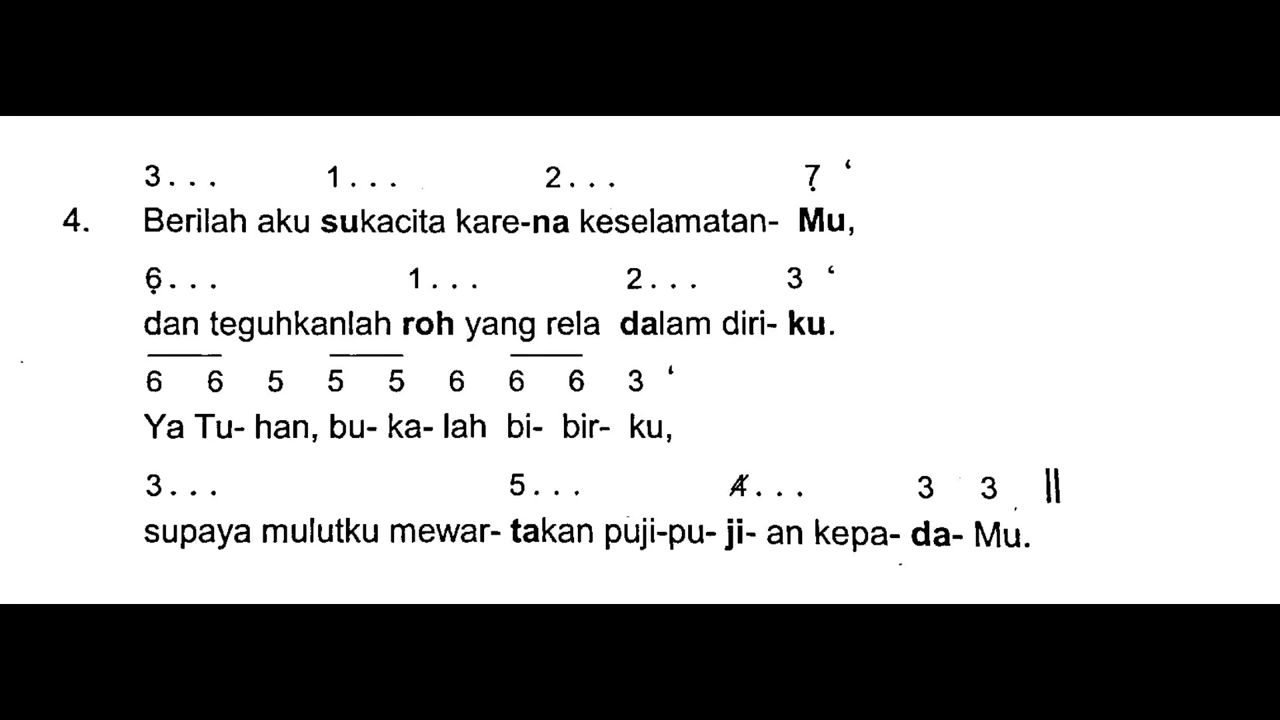 3... 1... 2... 7̣ ‘
4. Berilah aku sukacita kare-na keselamatan- Mu,
6̣... 1... 2... 3 ‘
dan teguhkanlah roh yang rela dalam diri- ku.
6 6 5 5 5 6 6 6 3 ‘
Ya Tu- han, bu- ka- lah bi- bir- ku,
3... 5... 4̸... 3 3 ||
supaya mulutku mewar- takan puji-pu- ji- an kepa- da- Mu.